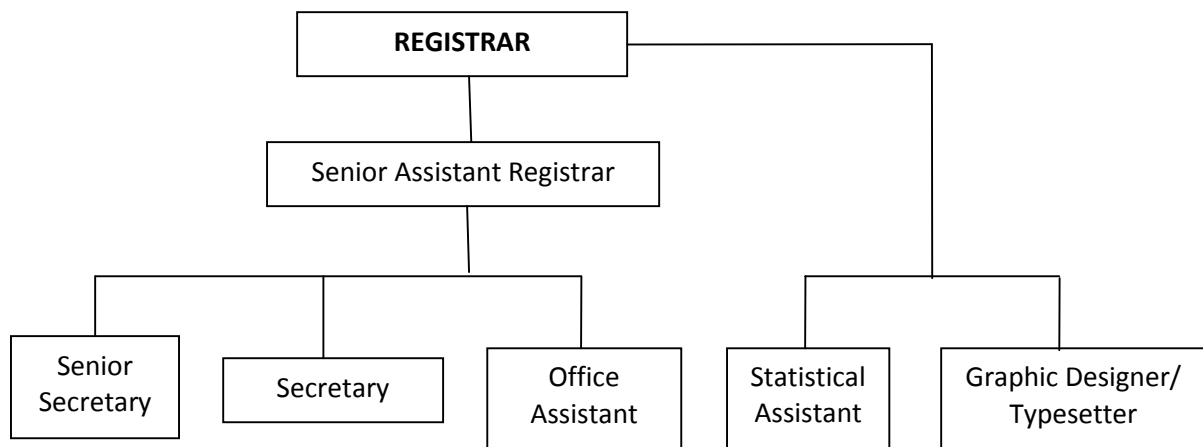 REGISTRAR
Senior Assistant Registrar
Senior
Secretary
Secretary
Office
Assistant
Statistical
Assistant
Graphic Designer/
Typesetter